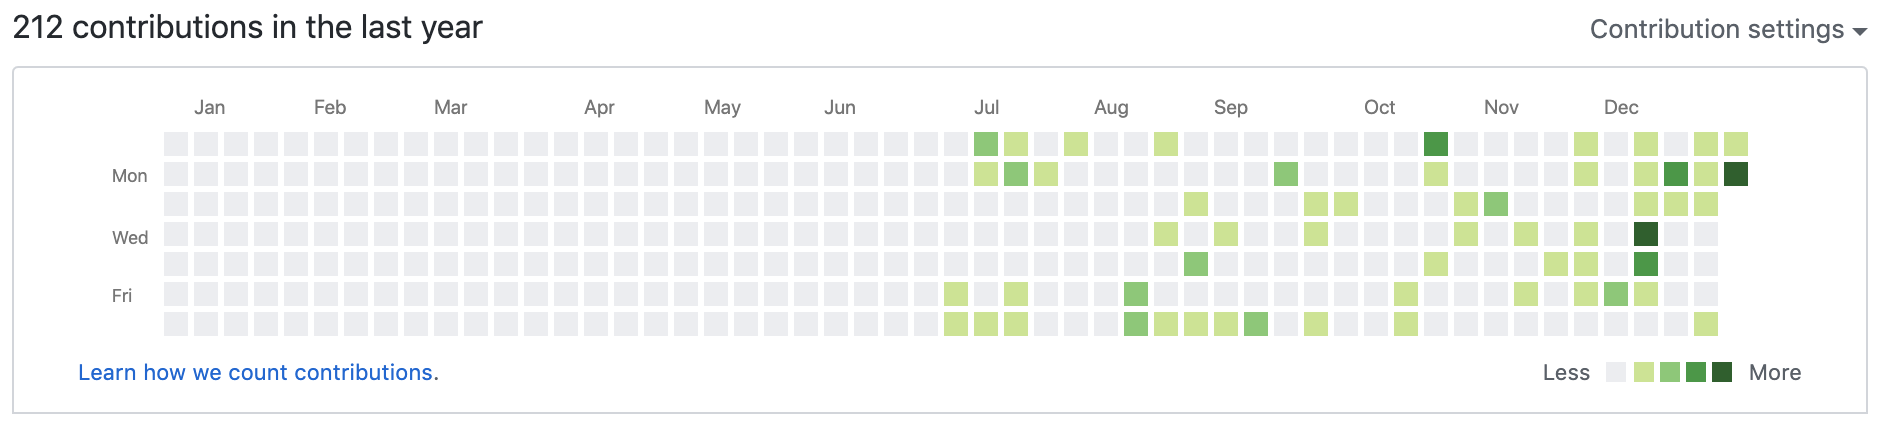 212 contributions in the last year
Contribution settings
Jan Feb Mar Apr May Jun Jul Aug Sep Oct Nov Dec
Mon
Wed
Fri
Learn how we count contributions.
Less More